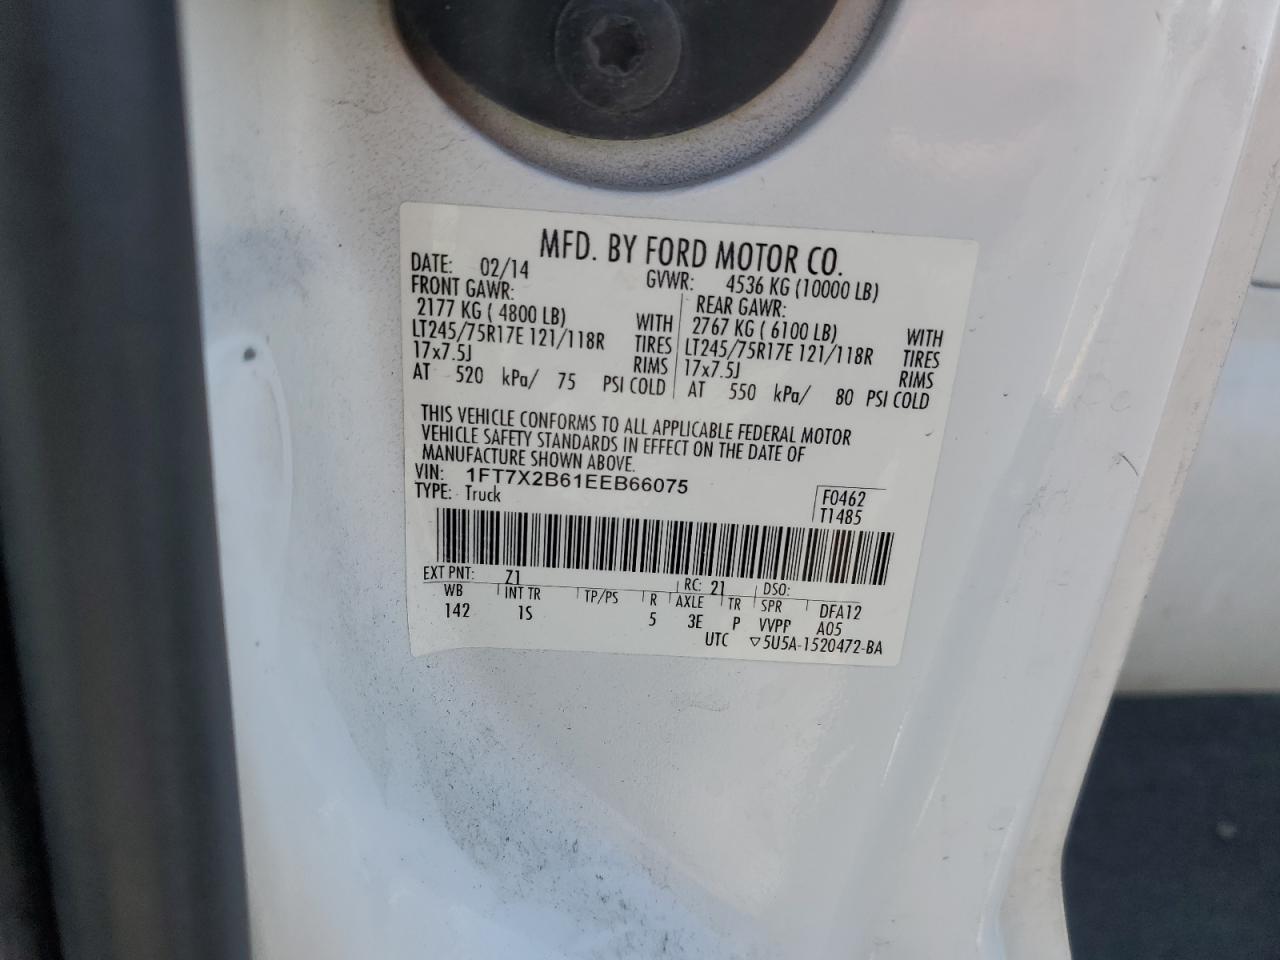 MFD. BY FORD MOTOR CO.
DATE: 02/14 GVWR: 4536 KG (10000 LB)
FRONT GAWR: REAR GAWR:
2177 KG ( 4800 LB) WITH 2767 KG ( 6100 LB) WITH
LT245/75R17E 121/118R TIRES LT245/75R17E 121/118R TIRES
17x7.5J RIMS 17x7.5J RIMS
AT 520 kPa/ 75 PSI COLD AT 550 kPa/ 80 PSI COLD
THIS VEHICLE CONFORMS TO ALL APPLICABLE FEDERAL MOTOR
VEHICLE SAFETY STANDARDS IN EFFECT ON THE DATE OF
MANUFACTURE SHOWN ABOVE.
VIN: 1FT7X2B61EEB66075 F0462
TYPE: Truck T1485
EXT PNT: Z1 RC: 21 DSO:
WB INT TR TP/PS R AXLE TR SPR DFA12
142 1S 5 3E P VVPP A05
UTC ▽5U5A-1520472-BA